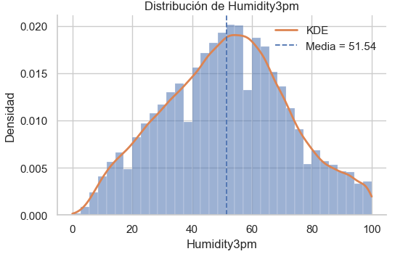 Distribución de Humidity3pm
KDE
Media = 51.54
0.020
0.015
0.010
0.005
0.000
Densidad
0 20 40 60 80 100
Humidity3pm